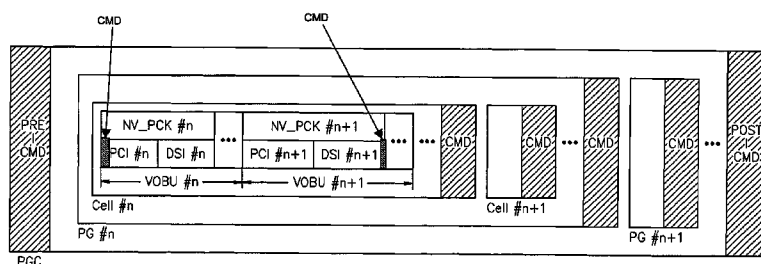 CMD CMD
PRE CMD
NV_PCK #n ••• NV_PCK #n+1 ••• •••
PCI #n DSI #n PCI #n+1 DSI #n+1
CMD CMD ••• CMD CMD ••• POST CMD
VOBU #n VOBU #n+1
Cell #n Cell #n+1
PG #n PG #n+1
PGC